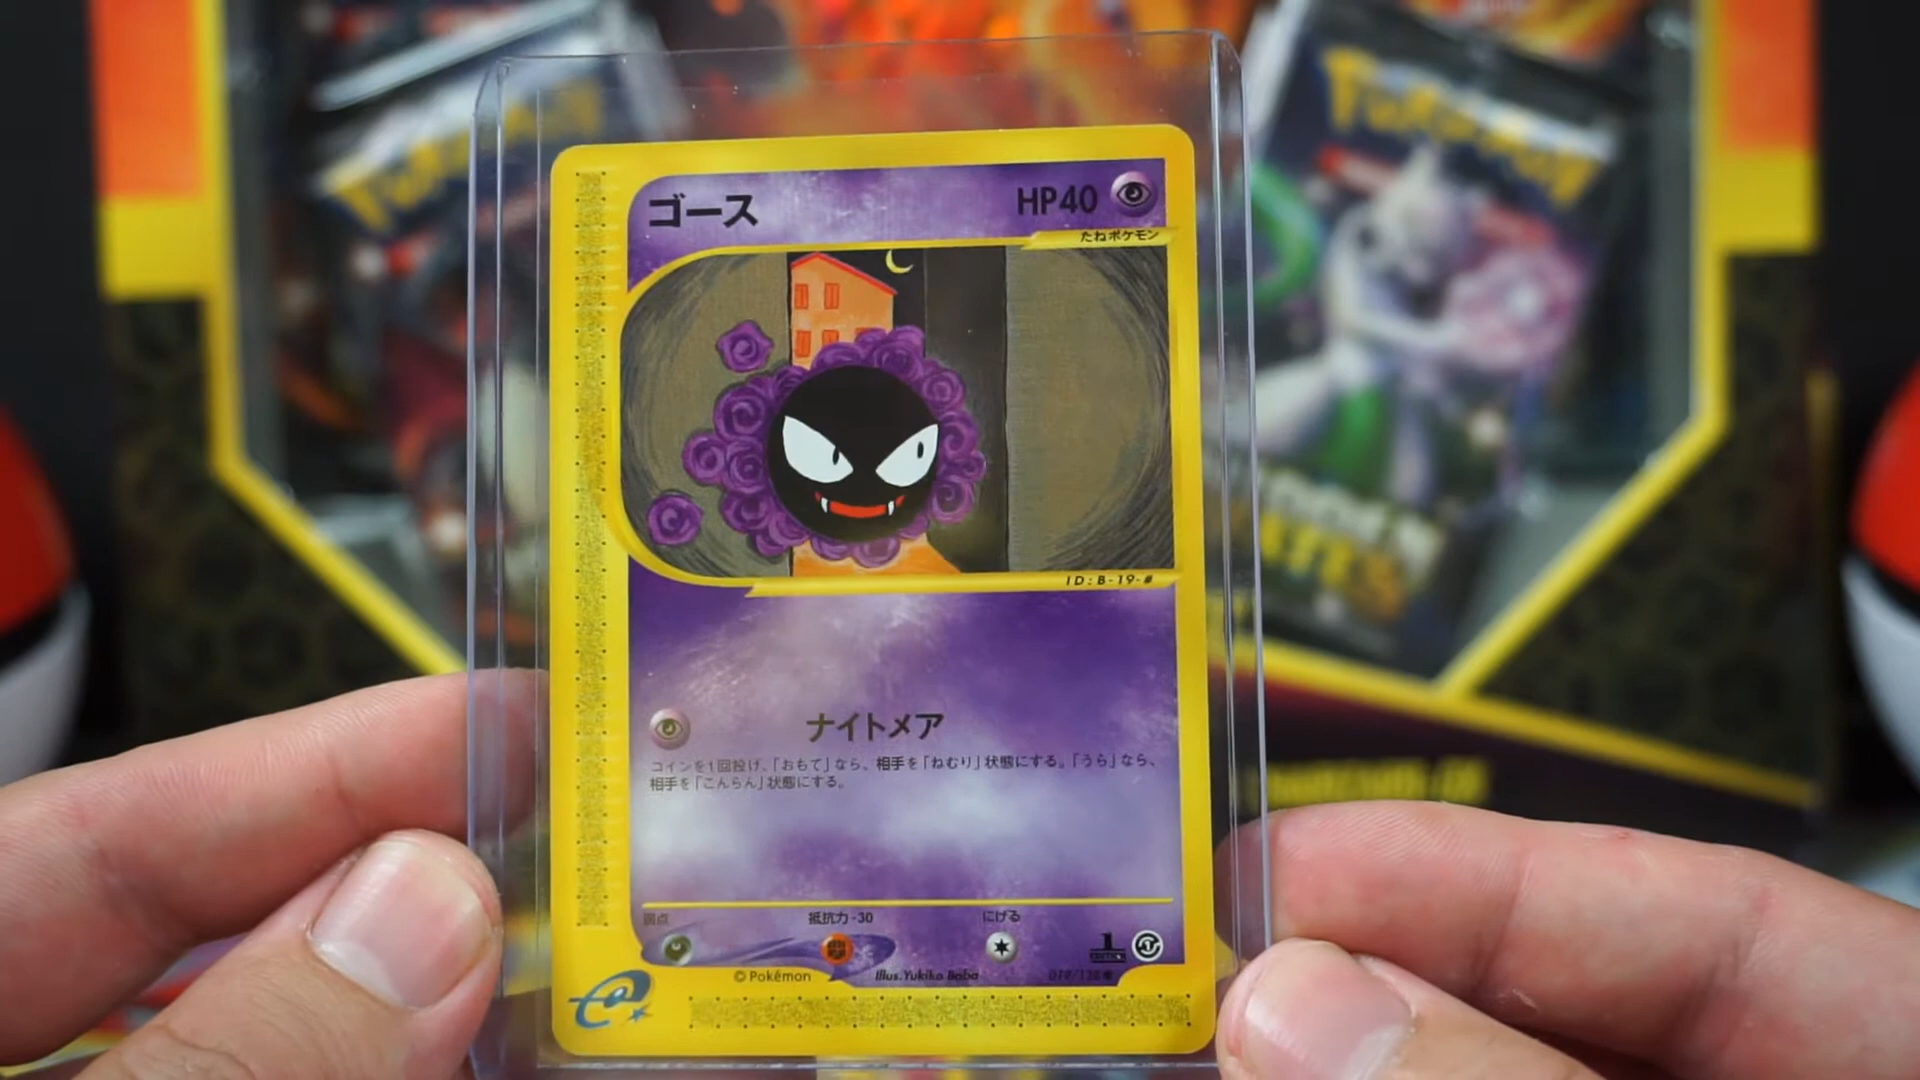 ゴース
HP40
たねポケモン
ID:B-19-#
ナイトメア
コインを1回投げ、「おもて」なら、相手を「ねむり」状態にする。「うら」なら、
相手を「こんらん」状態にする。
弱点 抵抗力-30 にげる
1
EDITION
©Pokémon Illus.Yukiko Baba
Pokémon